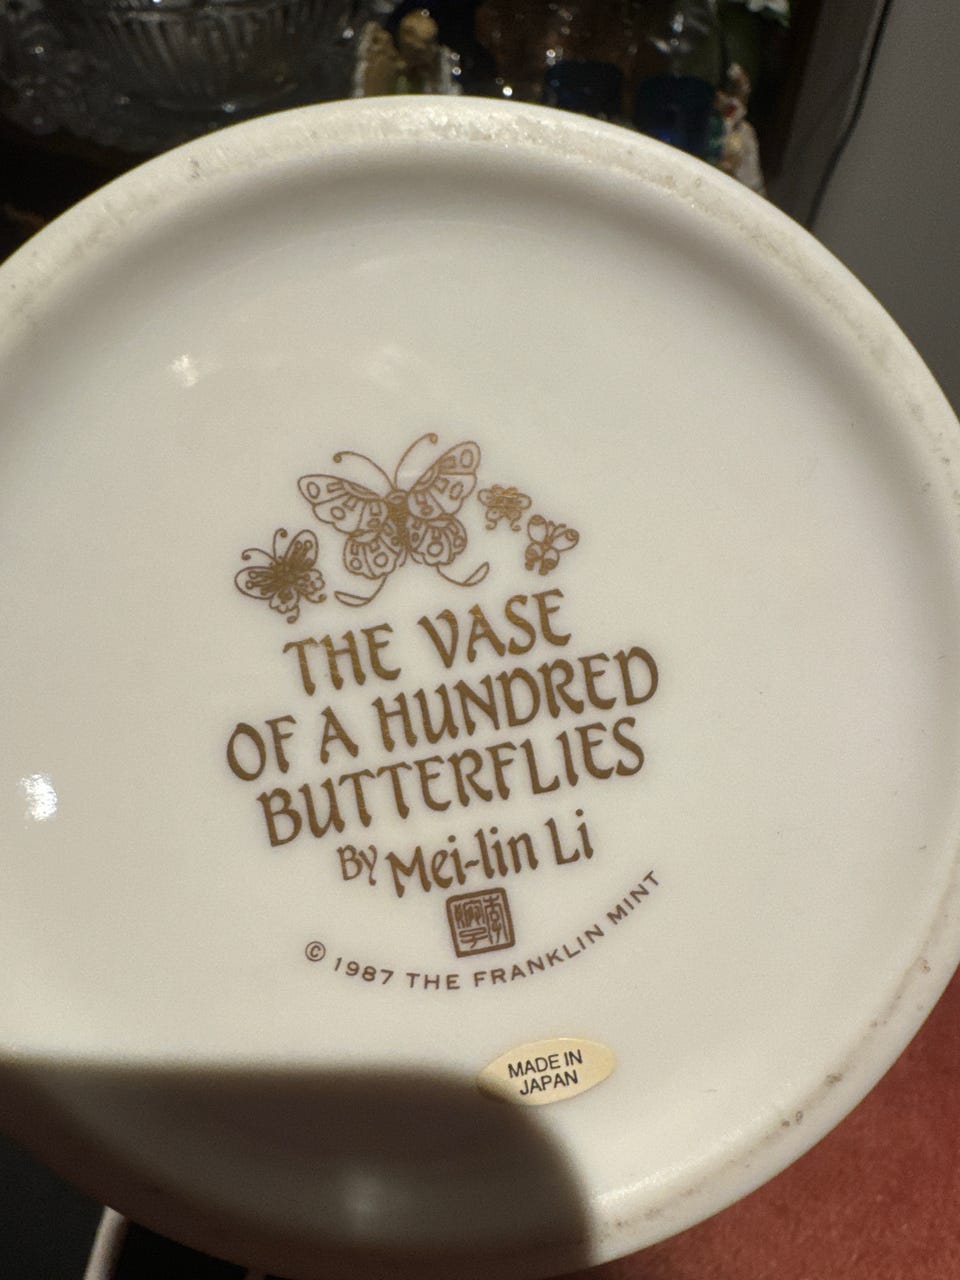 THE VASE
OF A HUNDRED
BUTTERFLIES
BY Mei-lin Li
© 1987 THE FRANKLIN MINT
MADE IN
JAPAN